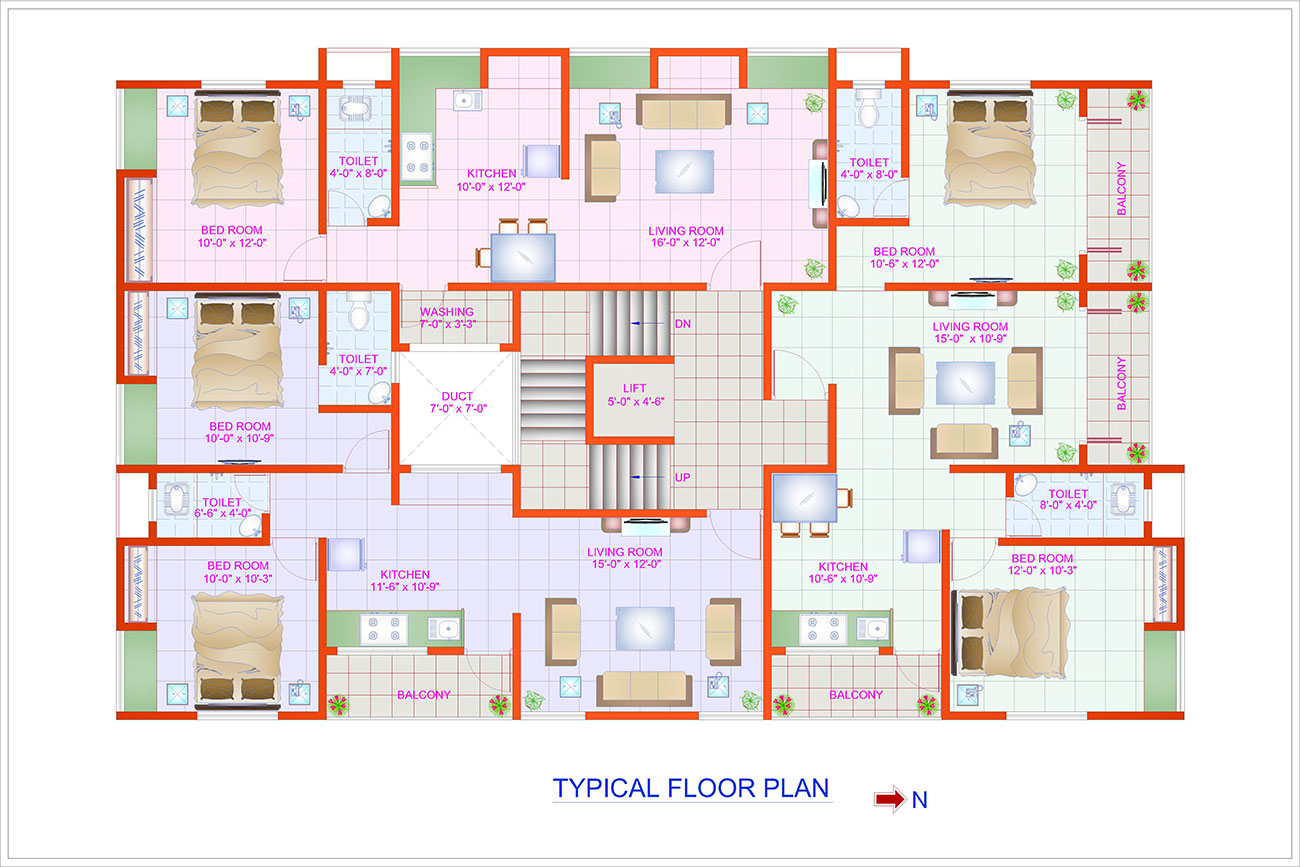 TOILET
4'-0" x 8'-0"
KITCHEN
10'-0" x 12'-0"
TOILET
4'-0" x 8'-0"
BALCONY
BED ROOM
10'-0" x 12'-0"
LIVING ROOM
16'-0" x 12'-0"
BED ROOM
10'-6" x 12'-0"
WASHING
7'-0" x 3'-3"
DN
LIVING ROOM
15'-0" x 10'-9"
TOILET
4'-0" x 7'-0"
DUCT
7'-0" x 7'-0"
LIFT
5'-0" x 4'-6"
BALCONY
BED ROOM
10'-0" x 10'-9"
UP
TOILET
6'-6" x 4'-0"
TOILET
8'-0" x 4'-0"
BED ROOM
10'-0" x 10'-3"
KITCHEN
11'-6" x 10'-9"
LIVING ROOM
15'-0" x 12'-0"
KITCHEN
10'-6" x 10'-9"
BED ROOM
12'-0" x 10'-3"
BALCONY
BALCONY
TYPICAL FLOOR PLAN
N